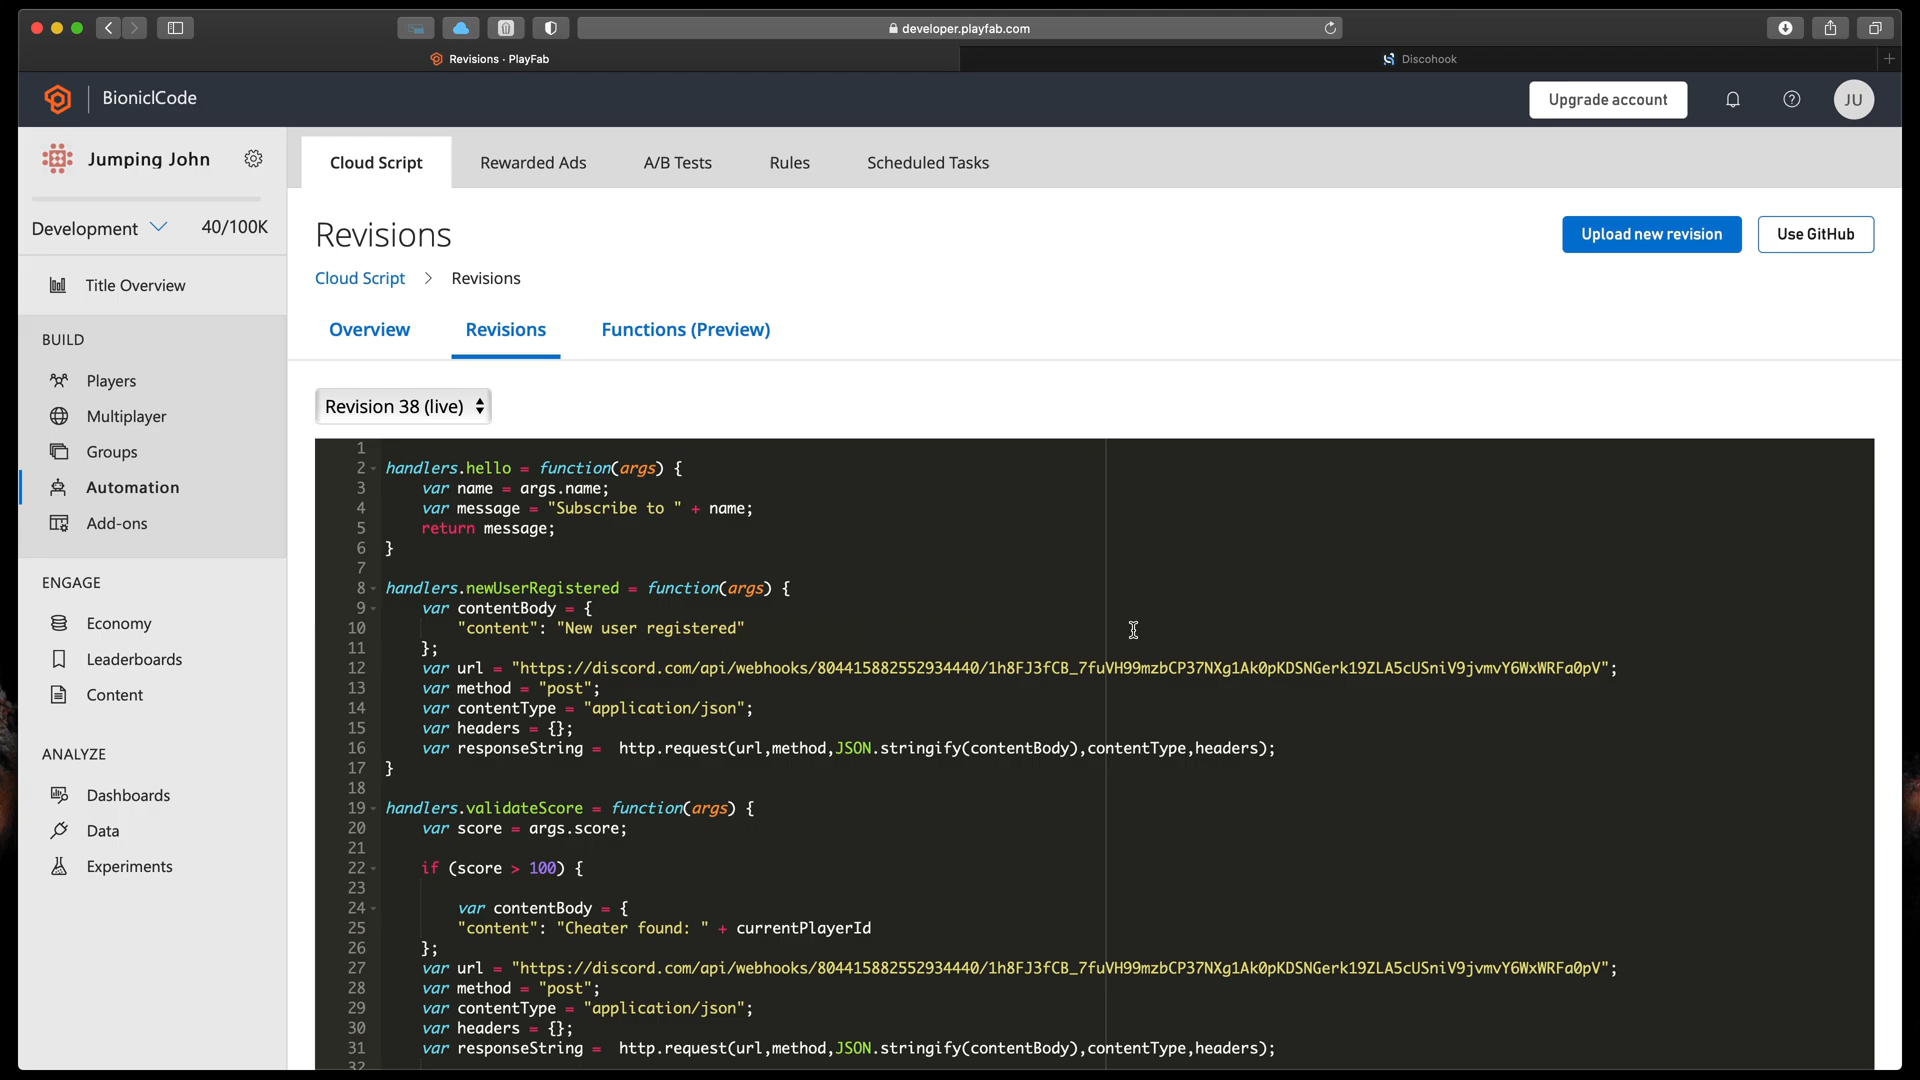 developer.playfab.com
Revisions · PlayFab
Discohook
BioniclCode
Upgrade account
JU
Jumping John
Cloud Script
Rewarded Ads
A/B Tests
Rules
Scheduled Tasks
Development
40/100K
Title Overview
BUILD
Players
Multiplayer
Groups
Automation
Add-ons
ENGAGE
Economy
Leaderboards
Content
ANALYZE
Dashboards
Data
Experiments
Revisions
Upload new revision
Use GitHub
Cloud Script > Revisions
Overview
Revisions
Functions (Preview)
Revision 38 (live)
1
2 handlers.hello = function(args) {
3 var name = args.name;
4 var message = "Subscribe to " + name;
5 return message;
6 }
7
8 handlers.newUserRegistered = function(args) {
9 var contentBody = {
10 "content": "New user registered"
11 };
12 var url = "https://discord.com/api/webhooks/804415882552934440/1h8FJ3fCB_7fuVH99mzbCP37NXg1Ak0pKDSNGerk19ZLA5cUSniV9jvmvY6WxWRFa0pV";
13 var method = "post";
14 var contentType = "application/json";
15 var headers = {};
16 var responseString =  http.request(url,method,JSON.stringify(contentBody),contentType,headers);
17 }
18
19 handlers.validateScore = function(args) {
20 var score = args.score;
21
22 if (score > 100) {
23
24 var contentBody = {
25 "content": "Cheater found: " + currentPlayerId
26 };
27 var url = "https://discord.com/api/webhooks/804415882552934440/1h8FJ3fCB_7fuVH99mzbCP37NXg1Ak0pKDSNGerk19ZLA5cUSniV9jvmvY6WxWRFa0pV";
28 var method = "post";
29 var contentType = "application/json";
30 var headers = {};
31 var responseString =  http.request(url,method,JSON.stringify(contentBody),contentType,headers);
32